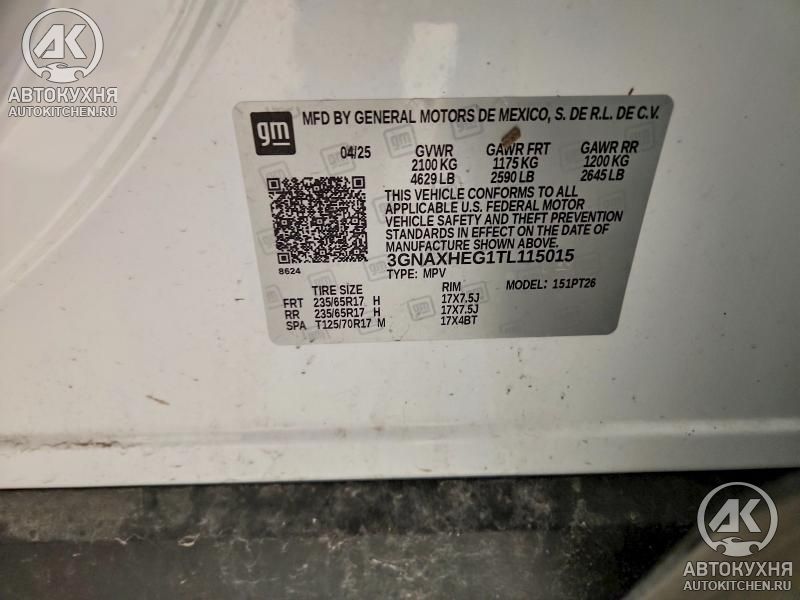 AK
АВТОКУХНЯ
AUTOKITCHEN.RU
gm
MFD BY GENERAL MOTORS DE MEXICO, S. DE R.L. DE C.V.
04/25 GVWR GAWR FRT GAWR RR
2100 KG 1175 KG 1200 KG
4629 LB 2590 LB 2645 LB
THIS VEHICLE CONFORMS TO ALL
APPLICABLE U.S. FEDERAL MOTOR
VEHICLE SAFETY AND THEFT PREVENTION
STANDARDS IN EFFECT ON THE DATE OF
MANUFACTURE SHOWN ABOVE.
8624
3GNAXHEG1TL115015
TYPE: MPV MODEL: 151PT26
TIRE SIZE RIM
FRT 235/65R17 H 17X7.5J
RR 235/65R17 H 17X7.5J
SPA T125/70R17 M 17X4BT
AK
АВТОКУХНЯ
AUTOKITCHEN.RU